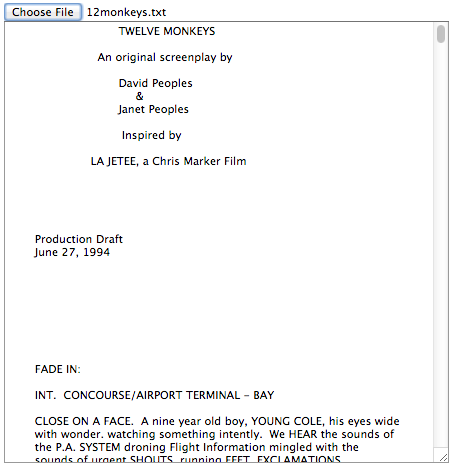 Choose File 12monkeys.txt
TWELVE MONKEYS
An original screenplay by
David Peoples
&
Janet Peoples
Inspired by
LA JETEE, a Chris Marker Film
Production Draft
June 27, 1994
FADE IN:
INT.  CONCOURSE/AIRPORT TERMINAL - BAY
CLOSE ON A FACE.  A nine year old boy, YOUNG COLE, his eyes wide
with wonder. watching something intently.  We HEAR the sounds of
the P.A. SYSTEM droning Flight Information mingled with the
sounds of urgent SHOUTS, running FEET, EXCLAMATIONS.